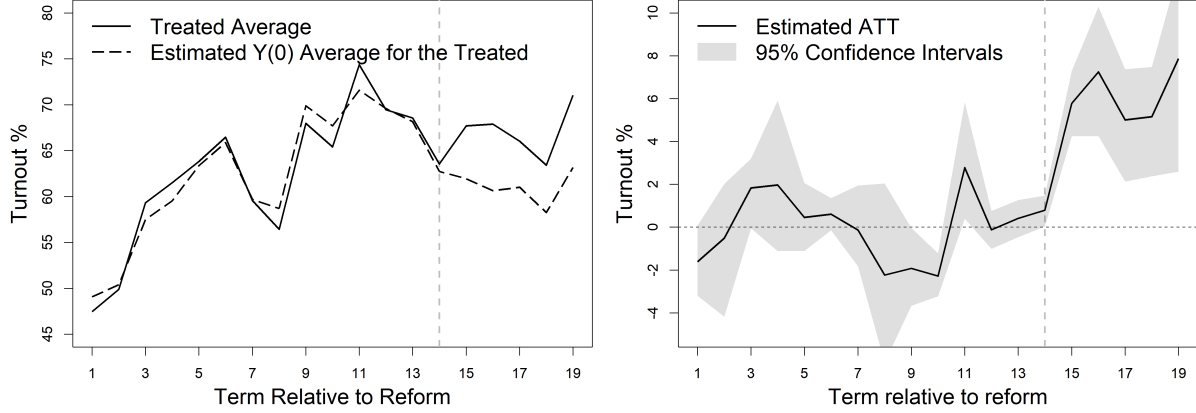 Treated Average
Estimated Y(0) Average for the Treated
Turnout %
80
75
70
65
60
55
50
45
1 3 5 7 9 11 13 15 17 19
Term Relative to Reform
Estimated ATT
95% Confidence Intervals
Turnout %
10
8
6
4
2
0
-2
-4
1 3 5 7 9 11 13 15 17 19
Term relative to reform